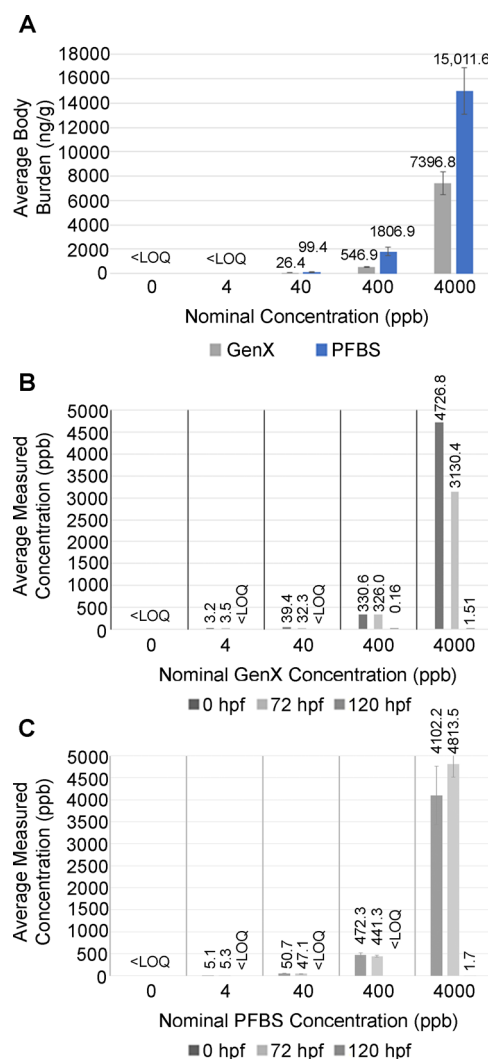 A
Average Body
Burden (ng/g)
18000
16000
14000
12000
10000
8000
6000
4000
2000
0
<LOQ
<LOQ
26.4
99.4
546.9
1806.9
7396.8
15,011.6
0 4 40 400 4000
Nominal Concentration (ppb)
GenX PFBS
B
Average Measured
Concentration (ppb)
5000
4500
4000
3500
3000
2500
2000
1500
1000
500
0
<LOQ
3.2
3.5
<LOQ
39.4
32.3
<LOQ
330.6
326.0
0.16
4726.8
3130.4
1.51
0 4 40 400 4000
Nominal GenX Concentration (ppb)
0 hpf 72 hpf 120 hpf
C
Average Measured
Concentration (ppb)
5000
4500
4000
3500
3000
2500
2000
1500
1000
500
0
<LOQ
5.1
5.3
<LOQ
50.7
47.1
<LOQ
472.3
441.3
<LOQ
4102.2
4813.5
1.7
0 4 40 400 4000
Nominal PFBS Concentration (ppb)
0 hpf 72 hpf 120 hpf